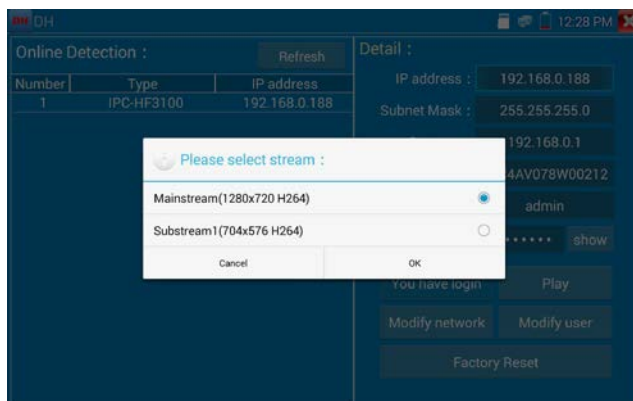 DH DH
12:28 PM
Online Detection :
Refresh
Number Type IP address
1 IPC-HF3100 192.168.0.188
Detail :
IP address : 192.168.0.188
Subnet Mask : 255.255.255.0
192.168.0.1
4AV078W00212
admin
show
You have login Play
Modify network Modify user
Factory Reset
Please select stream :
Mainstream(1280x720 H264)
Substream1(704x576 H264)
Cancel OK